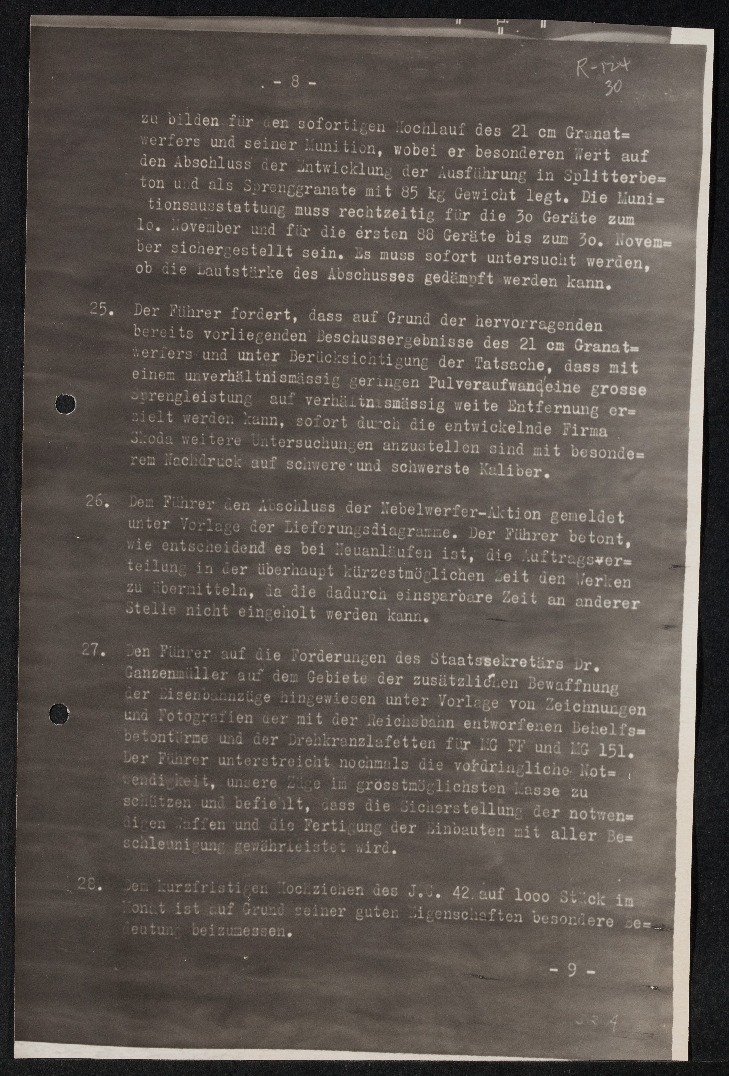 - 8 -
R-124
30
zu bilden für den sofortigen Hochlauf des 21 cm Granat=
werfers und seiner Munition, wobei er besonderen Wert auf
den Abschluss der Entwicklung der Ausführung in Splitterbe=
ton und als Sprenggranate mit 85 kg Gewicht legt. Die Muni=
tionsausstattung muss rechtzeitig für die 3o Geräte zum
1o. November und für die ersten 88 Geräte bis zum 3o. Novem=
ber sichergestellt sein. Es muss sofort untersucht werden,
ob die Lautstärke des Abschusses gedämpft werden kann.
25. Der Führer fordert, dass auf Grund der hervorragenden
bereits vorliegenden Beschussergebnisse des 21 cm Granat=
werfers und unter Berücksichtigung der Tatsache, dass mit
einem unverhältnismässig geringen Pulveraufwand eine grosse
Sprengleistung auf verhältnismässig weite Entfernung er=
zielt werden kann, sofort durch die entwickelnde Firma
Skoda weitere Untersuchungen anzustellen sind mit besonde=
rem Nachdruck auf schwere und schwerste Kaliber.
26. Dem Führer den Abschluss der Nebelwerfer-Aktion gemeldet
unter Vorlage der Lieferungsdiagramme. Der Führer betont,
wie entscheidend es bei Neuanläufen ist, die Auftragsver=
teilung in der überhaupt kürzestmöglichen Zeit den Werken
zu übermitteln, da die dadurch einsparbare Zeit an anderer
Stelle nicht eingeholt werden kann.
27. Den Führer auf die Forderungen des Staatssekretärs Dr.
Ganzenmüller auf dem Gebiete der zusätzlichen Bewaffnung
der Eisenbahnzüge hingewiesen unter Vorlage von Zeichnungen
und Fotografien der mit der Reichsbahn entworfenen Behelfs=
betontürme und der Drehkranzlafetten für MG FF und MG 151.
Der Führer unterstreicht nochmals die vordringliche Not=
wendigkeit, unsere Züge im grösstmöglichsten Masse zu
schützen und befiehlt, dass die Sicherstellung der notwen=
digen Waffen und die Fertigung der Einbauten mit aller Be=
schleunigung gewährleistet wird.
28. Dem kurzfristigen Hochziehen des J.G. 42 auf 1ooo Stück im
Monat ist auf Grund seiner guten Eigenschaften besondere Be=
deutung beizumessen.
- 9 -